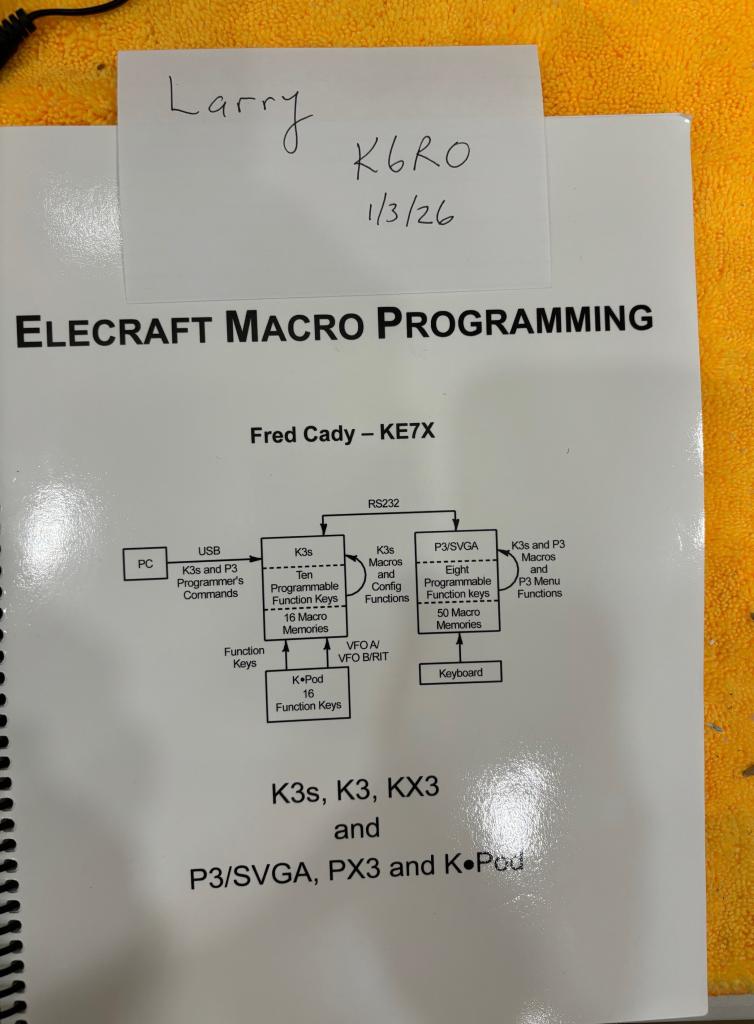 Larry
K6RO
1/3/26
ELECRAFT MACRO PROGRAMMING
Fred Cady – KE7X
RS232
PC
USB
K3s and P3
Programmer's
Commands
K3s
Ten
Programmable
Function Keys
16 Macro
Memories
K3s
Macros
and
Config
Functions
P3/SVGA
Eight
Programmable
Function keys
50 Macro
Memories
K3s and P3
Macros
and
P3 Menu
Functions
Function
Keys
VFO A/
VFO B/RIT
K•Pod
16
Function Keys
Keyboard
K3s, K3, KX3
and
P3/SVGA, PX3 and K•Pod